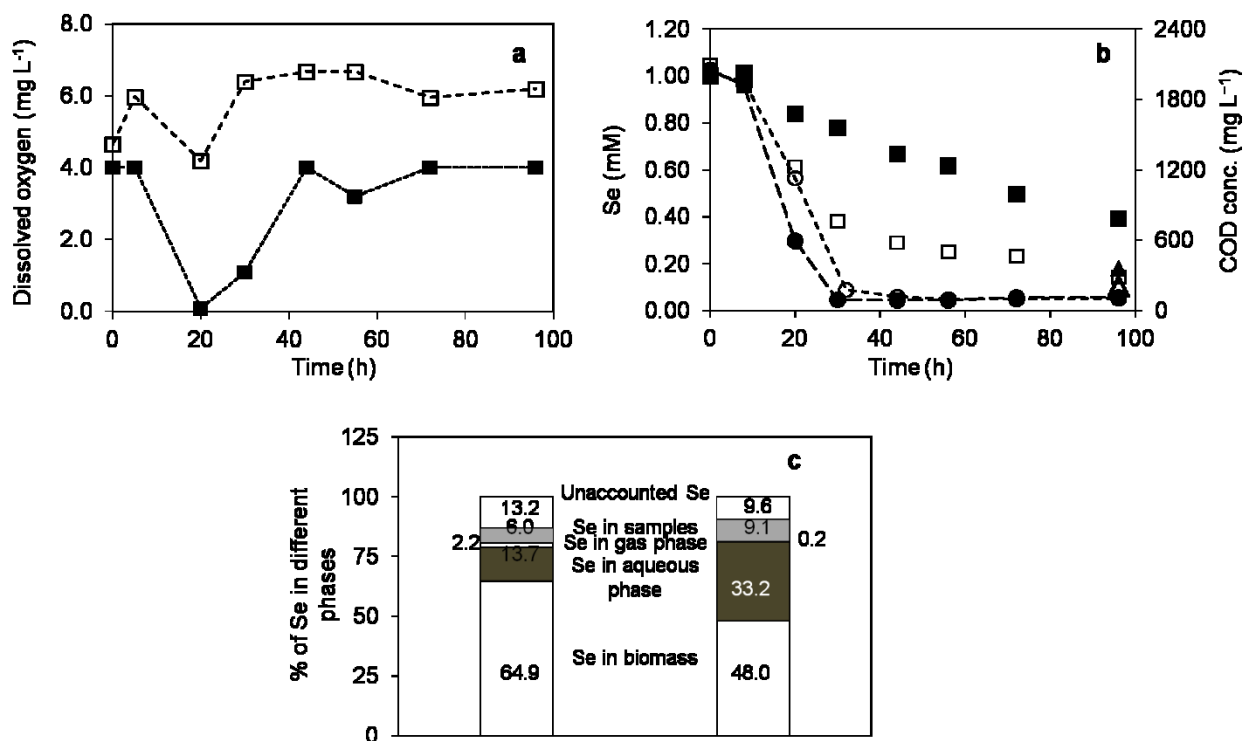 8.0
6.0
4.0
2.0
0.0
Dissolved oxygen (mg L-1)
a
0 20 40 60 80 100
Time (h)
1.20
1.00
0.80
0.60
0.40
0.20
0.00
Se (mM)
b
2400
1800
1200
600
0
COD conc. (mg L−1)
0 20 40 60 80 100
Time (h)
125
100
75
50
25
0
% of Se in different
phases
c
13.2
6.0
2.2
13.7
64.9
Unaccounted Se
Se in samples
Se in gas phase
Se in aqueous
phase
Se in biomass
9.6
9.1
0.2
33.2
48.0